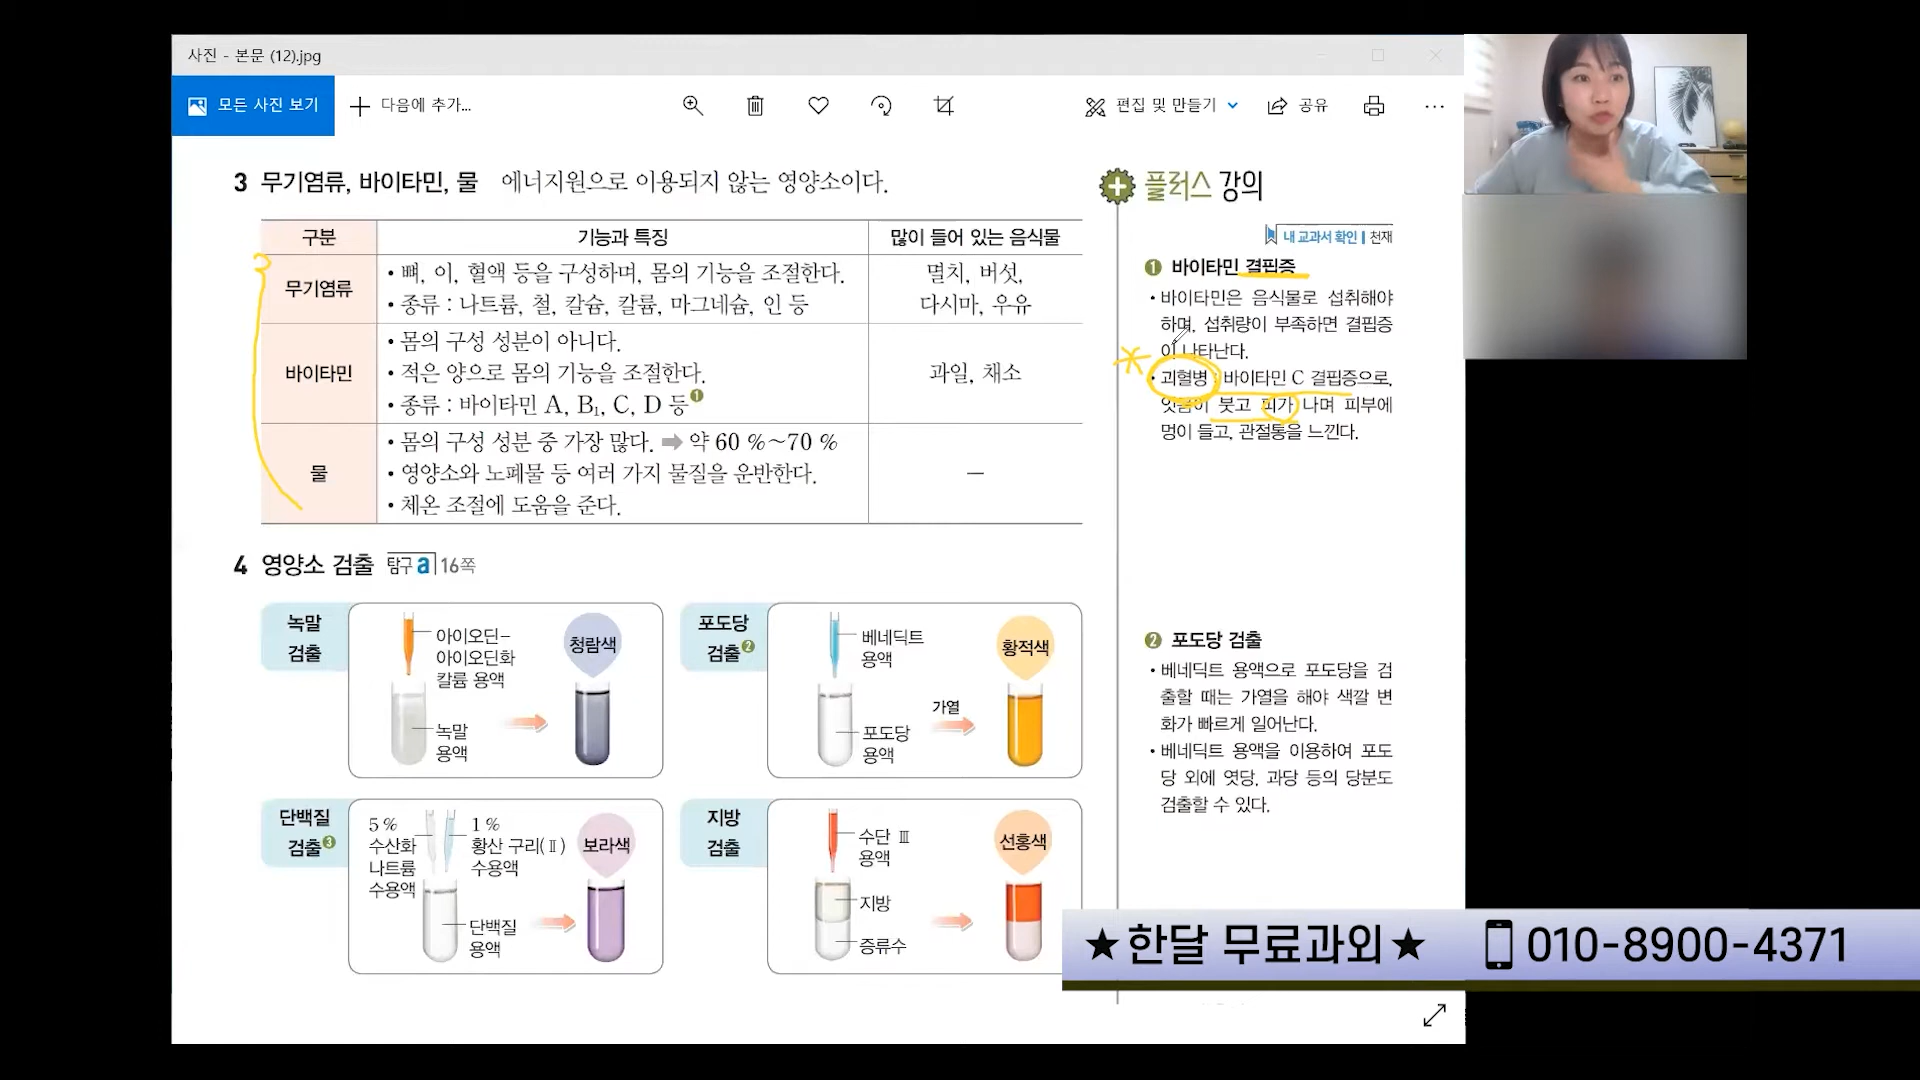 사진 - 본문 (12).jpg
모든 사진 보기
다음에 추가...
편집 및 만들기
공유
3 무기염류, 바이타민, 물 에너지원으로 이용되지 않는 영양소이다.
구분 기능과 특징 많이 들어 있는 음식물
무기염류
• 뼈, 이, 혈액 등을 구성하며, 몸의 기능을 조절한다.
• 종류 : 나트륨, 철, 칼슘, 칼륨, 마그네슘, 인 등
멸치, 버섯,
다시마, 우유
바이타민
• 몸의 구성 성분이 아니다.
• 적은 양으로 몸의 기능을 조절한다.
• 종류 : 바이타민 A, B₁, C, D 등❶
과일, 채소
물
• 몸의 구성 성분 중 가장 많다. ➡ 약 60 %~70 %
• 영양소와 노폐물 등 여러 가지 물질을 운반한다.
• 체온 조절에 도움을 준다.
—
4 영양소 검출 탐구 a 16쪽
녹말
검출
아이오딘-
아이오딘화
칼륨 용액
녹말
용액
청람색
포도당
검출❷
베네딕트
용액
포도당
용액
가열
황적색
단백질
검출❸
5 %
수산화
나트륨
수용액
1 %
황산 구리(Ⅱ)
수용액
단백질
용액
보라색
지방
검출
수단 Ⅲ
용액
지방
증류수
선홍색
플러스 강의
내 교과서 확인 | 천재
❶ 바이타민 결핍증
• 바이타민은 음식물로 섭취해야
하며, 섭취량이 부족하면 결핍증
이 나타난다.
• 괴혈병 : 바이타민 C 결핍증으로,
잇몸이 붓고 피가 나며 피부에
멍이 들고, 관절통을 느낀다.
❷ 포도당 검출
• 베네딕트 용액으로 포도당을 검
출할 때는 가열을 해야 색깔 변
화가 빠르게 일어난다.
• 베네딕트 용액을 이용하여 포도
당 외에 엿당, 과당 등의 당분도
검출할 수 있다.
★한달 무료과외★ 010-8900-4371